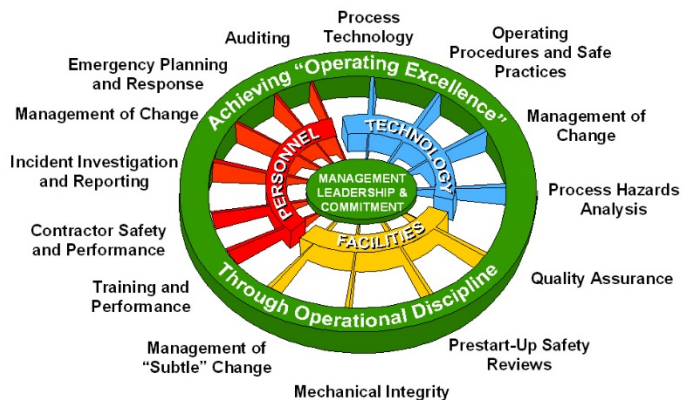 Process
Technology
Auditing
Operating
Procedures and Safe
Practices
Emergency Planning
and Response
Achieving "Operating Excellence"
Management of Change
Management of
Change
PERSONNEL
TECHNOLOGY
Incident Investigation
and Reporting
MANAGEMENT
LEADERSHIP &
COMMITMENT
Process Hazards
Analysis
Contractor Safety
and Performance
FACILITIES
Training and
Performance
Through Operational Discipline
Quality Assurance
Management of
"Subtle" Change
Prestart-Up Safety
Reviews
Mechanical Integrity